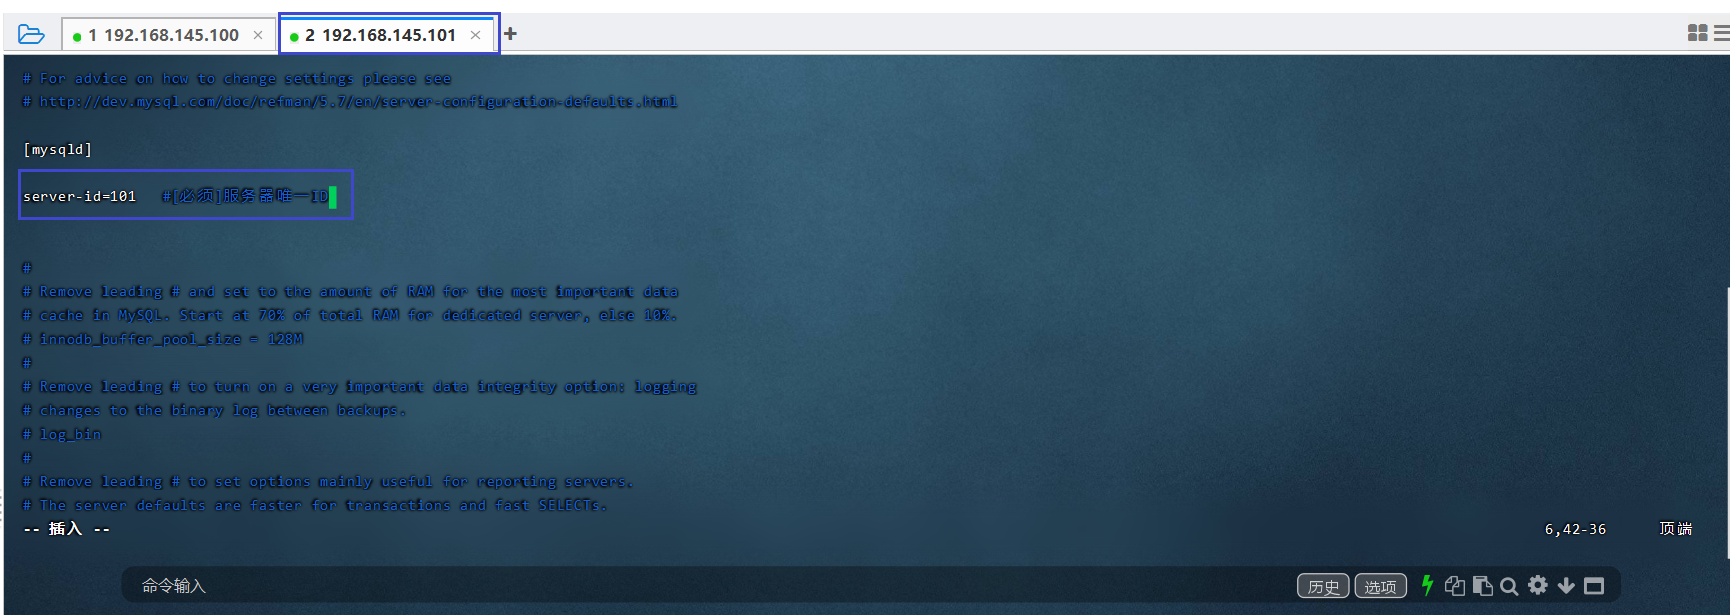 1 192.168.145.100 × 2 192.168.145.101 × +
# For advice on how to change settings please see
# http://dev.mysql.com/doc/refman/5.7/en/server-configuration-defaults.html
[mysqld]
server-id=101 #[必须]服务器唯一ID
#
# Remove leading # and set to the amount of RAM for the most important data
# cache in MySQL. Start at 70% of total RAM for dedicated server, else 10%.
# innodb_buffer_pool_size = 128M
#
# Remove leading # to turn on a very important data integrity option: logging
# changes to the binary log between backups.
# log_bin
#
# Remove leading # to set options mainly useful for reporting servers.
# The server defaults are faster for transactions and fast SELECTs.
-- 插入 -- 6,42-36 顶端
命令输入 历史 选项